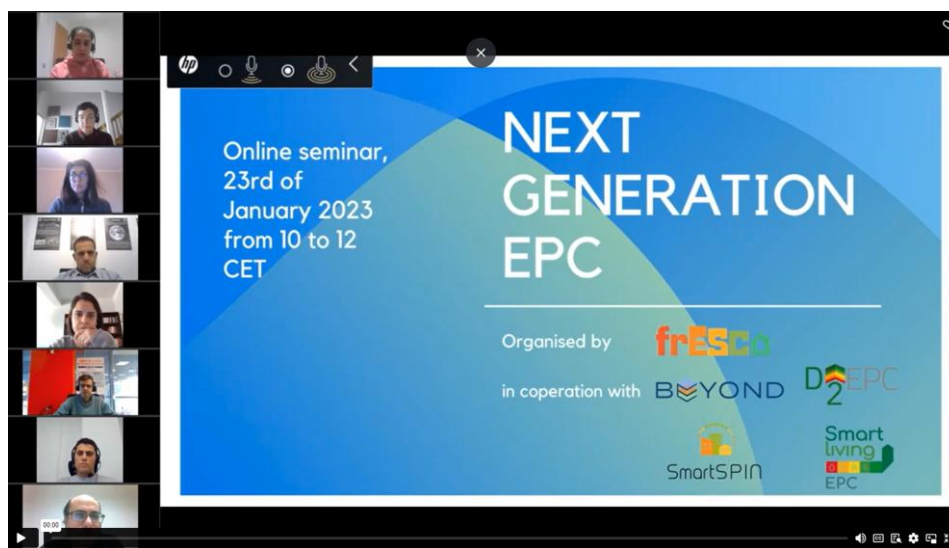 hp
Online seminar,
23rd of
January 2023
from 10 to 12
CET
NEXT
GENERATION
EPC
Organised by frESCo
in coperation with BEYOND D2EPC
SmartSPIN
Smart
living
EPC
00:00